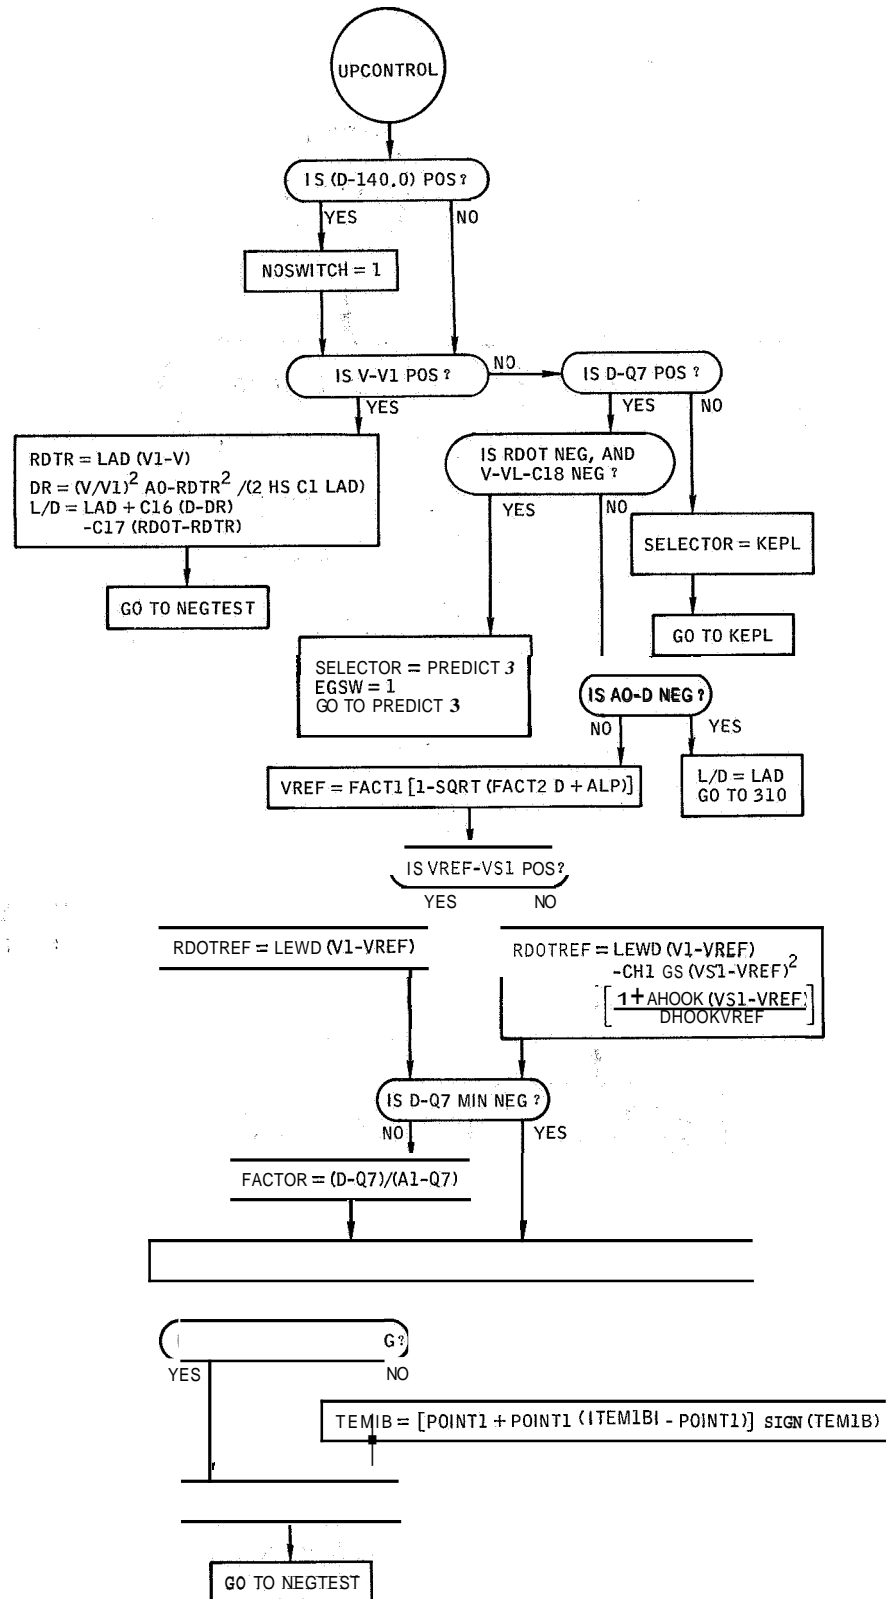 UPCONTROL
IS (D-140.0) POS?
YES
NO
NOSWITCH = 1
IS V-V1 POS?
NO
IS D-Q7 POS?
YES
YES
NO
RDTR = LAD (V1-V)
DR = (V/V1)² A0-RDTR² /(2 HS C1 LAD)
L/D = LAD + C16 (D-DR)
-C17 (RDOT-RDTR)
IS RDOT NEG, AND
V-VL-C18 NEG?
YES
NO
SELECTOR = KEPL
GO TO NEGTEST
GO TO KEPL
SELECTOR = PREDICT 3
EGSW = 1
GO TO PREDICT 3
IS A0-D NEG?
NO
YES
VREF = FACT1 [1-SQRT (FACT2 D + ALP)]
L/D = LAD
GO TO 310
IS VREF-VS1 POS?
YES
NO
RDOTREF = LEWD (V1-VREF)
RDOTREF = LEWD (V1-VREF)
-CH1 GS (VS1-VREF)²
[1+ AHOOK (VS1-VREF)
DHOOKVREF]
IS D-Q7 MIN NEG?
NO
YES
FACTOR = (D-Q7)/(A1-Q7)
G?
YES
NO
TEMIB = [POINT1 + POINT1 (ITEM1BI - POINT1)] SIGN (TEM1B)
GO TO NEGTEST